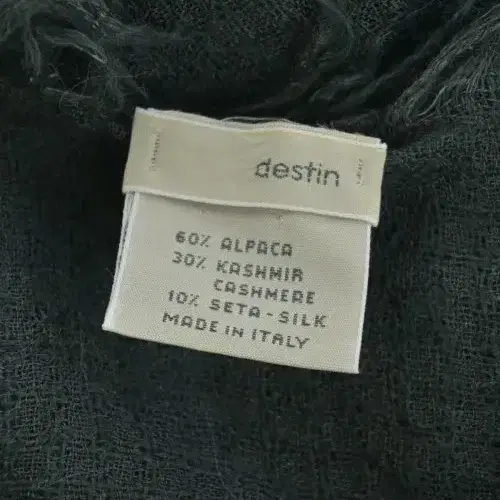 destin
60% ALPACA
30% KASHMIR
CASHMERE
10% SETA-SILK
MADE IN ITALY